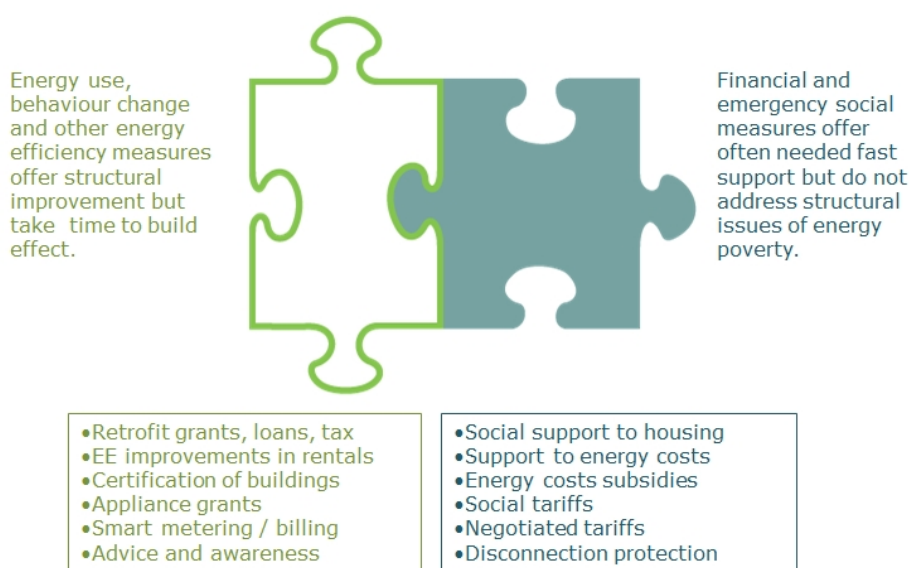 Energy use,
behaviour change
and other energy
efficiency measures
offer structural
improvement but
take time to build
effect.
Financial and
emergency social
measures offer
often needed fast
support but do not
address structural
issues of energy
poverty.
•Retrofit grants, loans, tax
•EE improvements in rentals
•Certification of buildings
•Appliance grants
•Smart metering / billing
•Advice and awareness
•Social support to housing
•Support to energy costs
•Energy costs subsidies
•Social tariffs
•Negotiated tariffs
•Disconnection protection